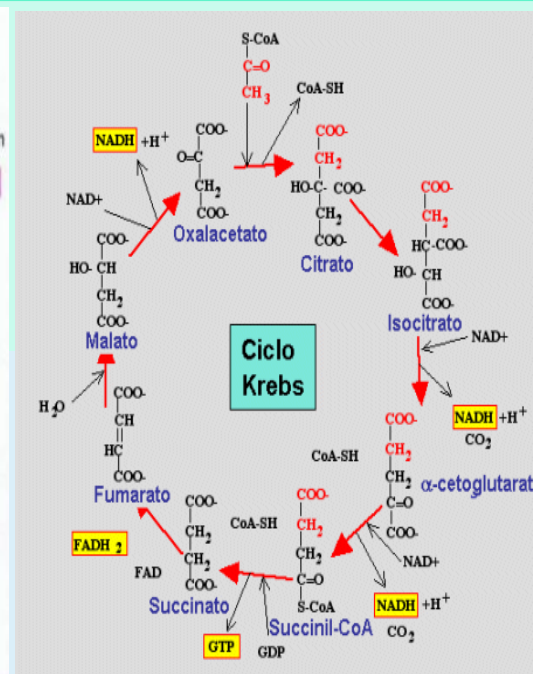 S-CoA
C=O
CH3
CoA-SH
NADH +H+
COO-
O=C
CH2
COO-
Oxalacetato
COO-
CH2
HO-C- COO-
CH2
COO-
Citrato
COO-
CH2
HC-COO-
HO- CH
COO-
Isocitrato
NAD+
COO-
HO- CH
CH2
COO-
Malato
Ciclo
Krebs
NAD+
NADH +H+
CO2
H2O
COO-
CH
HC
COO-
Fumarato
COO-
CH2
CH2
C=O
COO-
α-cetoglutarat
CoA-SH
NAD+
NADH +H+
CO2
COO-
CH2
CH2
C=O
S-CoA
Succinil-CoA
CoA-SH
GTP
GDP
COO-
CH2
CH2
COO-
Succinato
FADH2
FAD